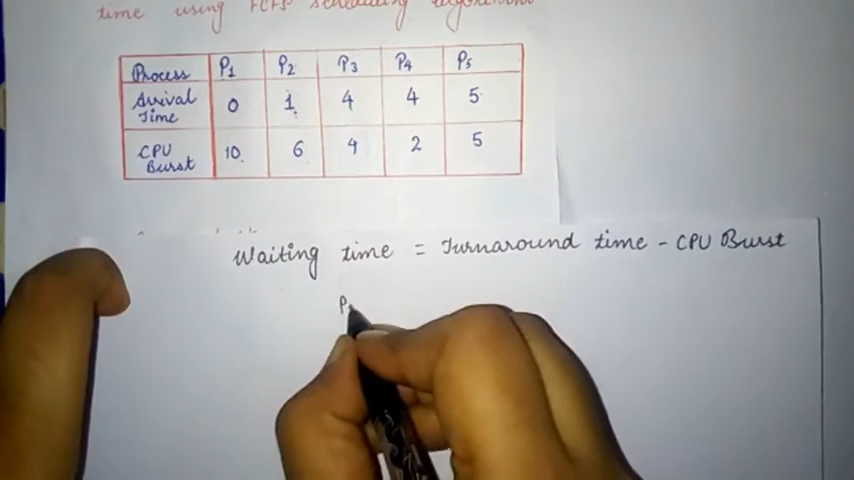 time using FCFS scheduling algorithm
Process P1 P2 P3 P4 P5
Arrival Time 0 1 4 4 5
CPU Burst 10 6 4 2 5
Waiting time = Turnaround time - CPU Burst
P